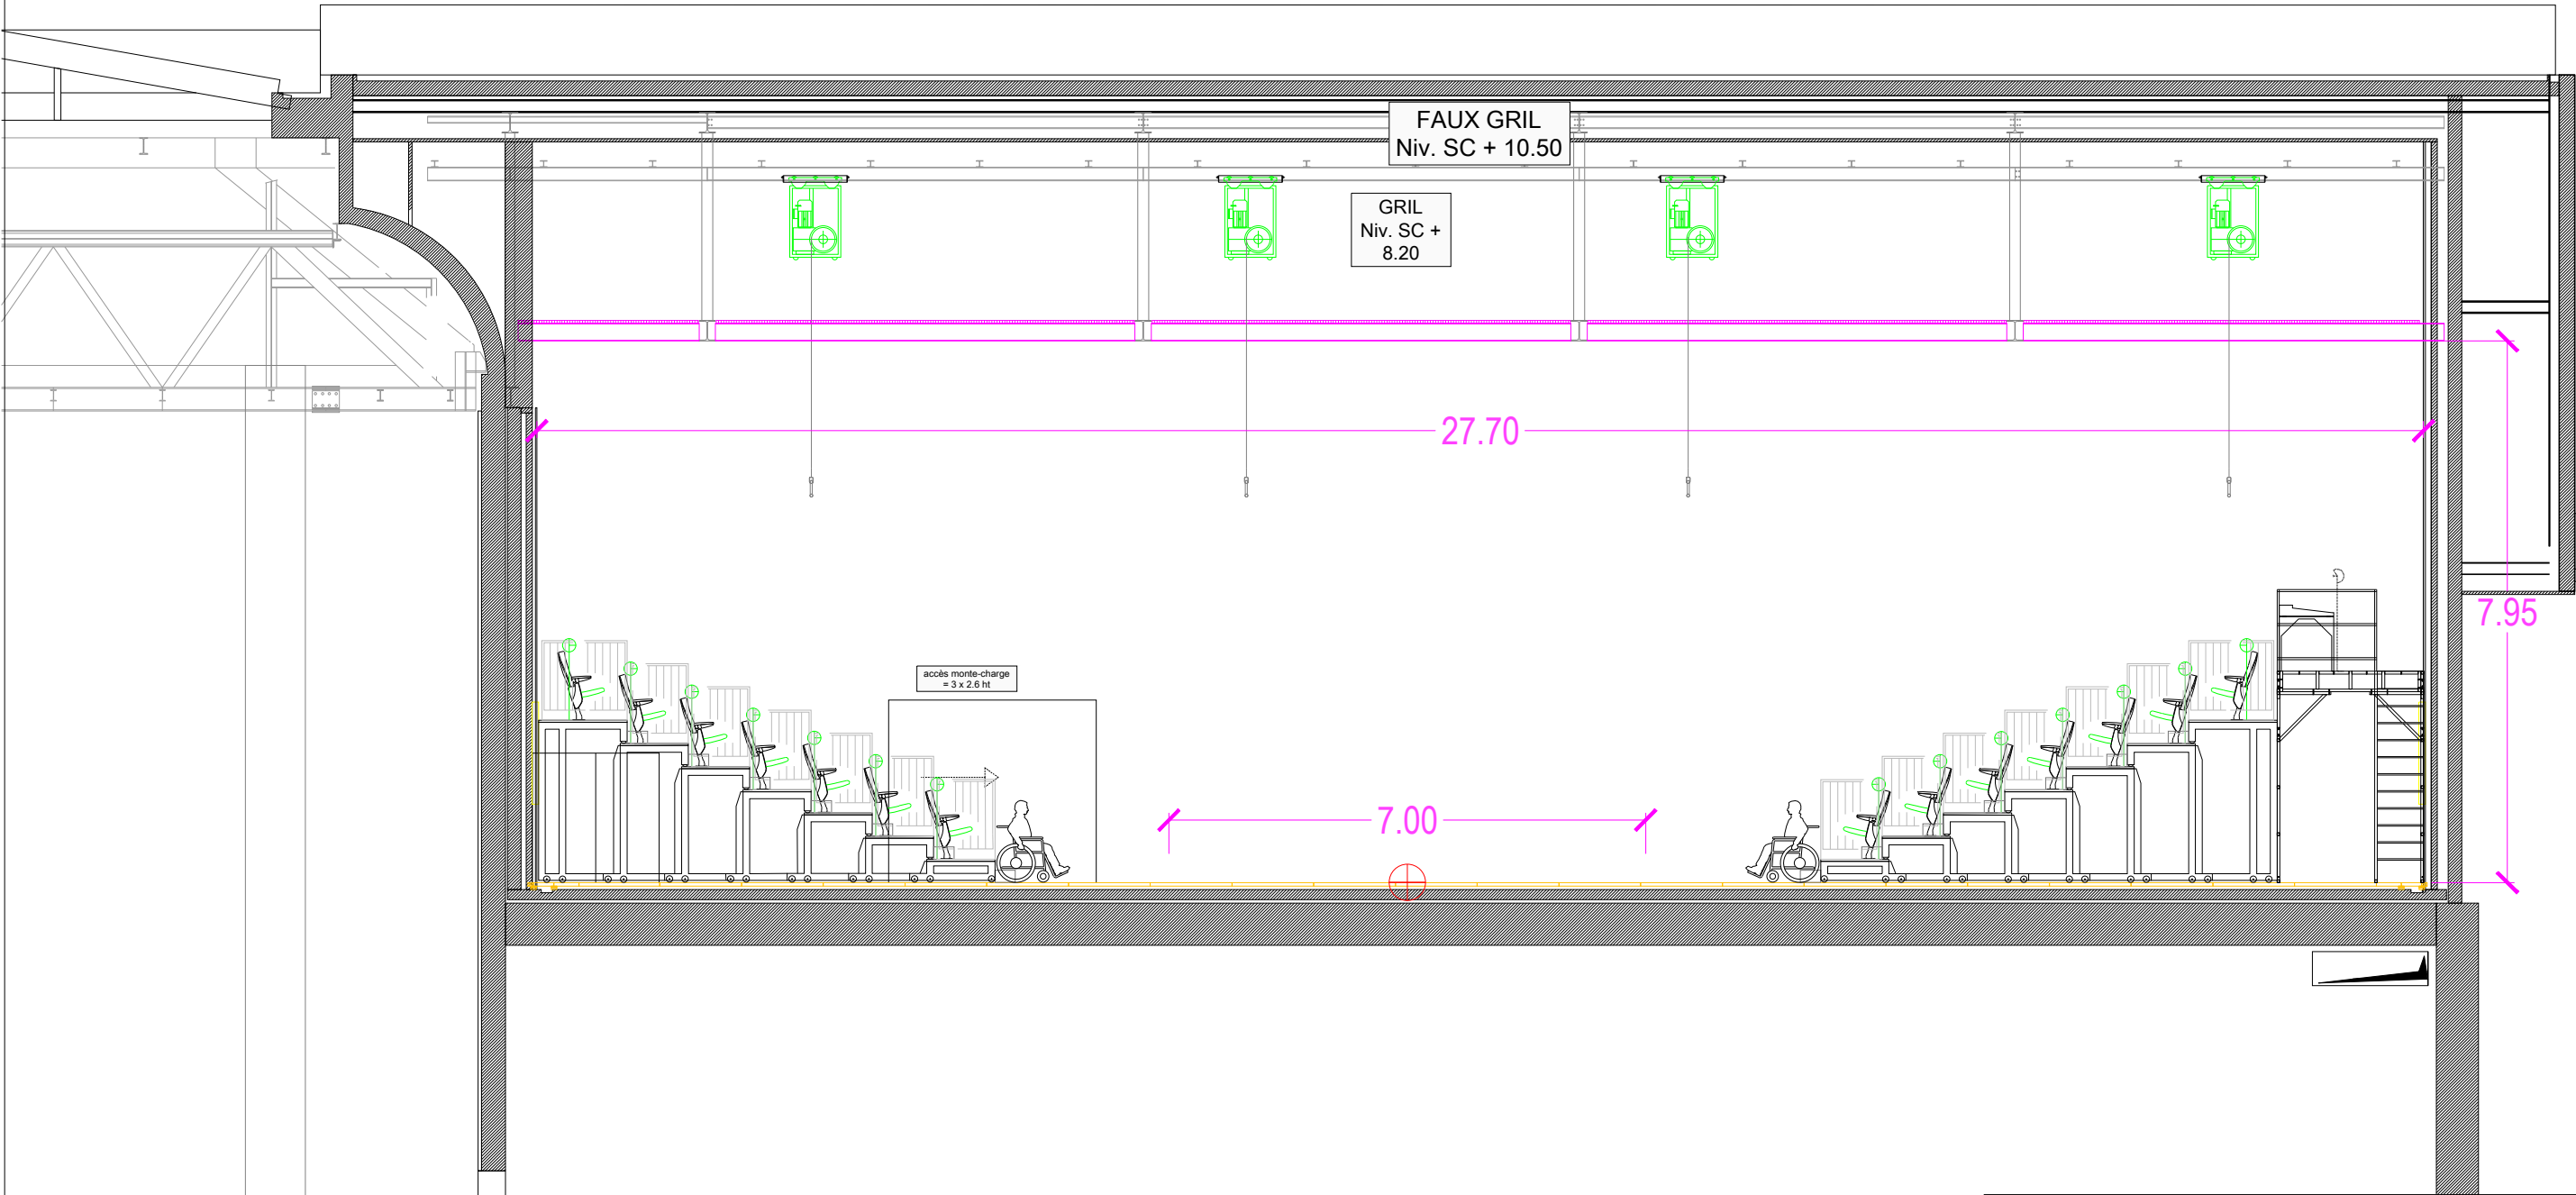 FAUX GRIL
Niv. SC + 10.50
GRIL
Niv. SC +
8.20
27.70
7.95
accès monte-charge
= 3 x 2.6 ht
7.00